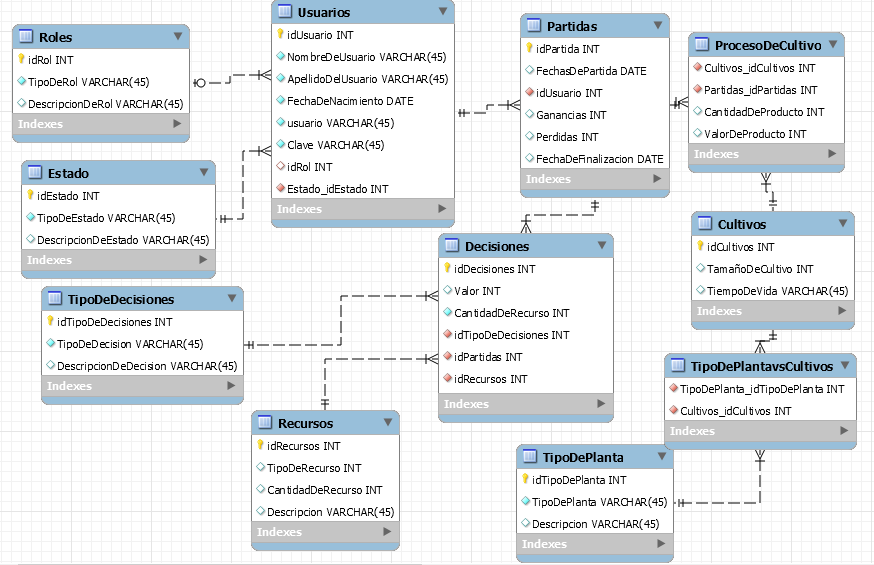 Roles
idRol INT
TipoDeRol VARCHAR(45)
DescripcionDeRol VARCHAR(45)
Indexes
Usuarios
idUsuario INT
NombreDeUsuario VARCHAR(45)
ApellidoDelUsuario VARCHAR(45)
FechaDeNacimiento DATE
usuario VARCHAR(45)
Clave VARCHAR(45)
idRol INT
Estado_idEstado INT
Indexes
Partidas
idPartida INT
FechasDePartida DATE
idUsuario INT
Ganancias INT
Perdidas INT
FechaDeFinalizacion DATE
Indexes
ProcesoDeCultivo
Cultivos_idCultivos INT
Partidas_idPartidas INT
CantidadDeProducto INT
ValorDeProducto INT
Indexes
Estado
idEstado INT
TipoDeEstado VARCHAR(45)
DescripcionDeEstado VARCHAR(45)
Indexes
Decisiones
idDecisiones INT
Valor INT
CantidadDeRecurso INT
idTipoDeDecisiones INT
idPartidas INT
idRecursos INT
Indexes
Cultivos
idCultivos INT
TamañoDeCultivo INT
TiempoDeVida VARCHAR(45)
Indexes
TipoDeDecisiones
idTipoDeDecisiones INT
TipoDeDecision VARCHAR(45)
DescripcionDeDecision VARCHAR(45)
Indexes
TipoDePlantavsCultivos
TipoDePlanta_idTipoDePlanta INT
Cultivos_idCultivos INT
Indexes
Recursos
idRecursos INT
TipoDeRecurso INT
CantidadDeRecurso INT
Descripcion VARCHAR(45)
Indexes
TipoDePlanta
idTipoDePlanta INT
TipoDePlanta VARCHAR(45)
Descripcion VARCHAR(45)
Indexes